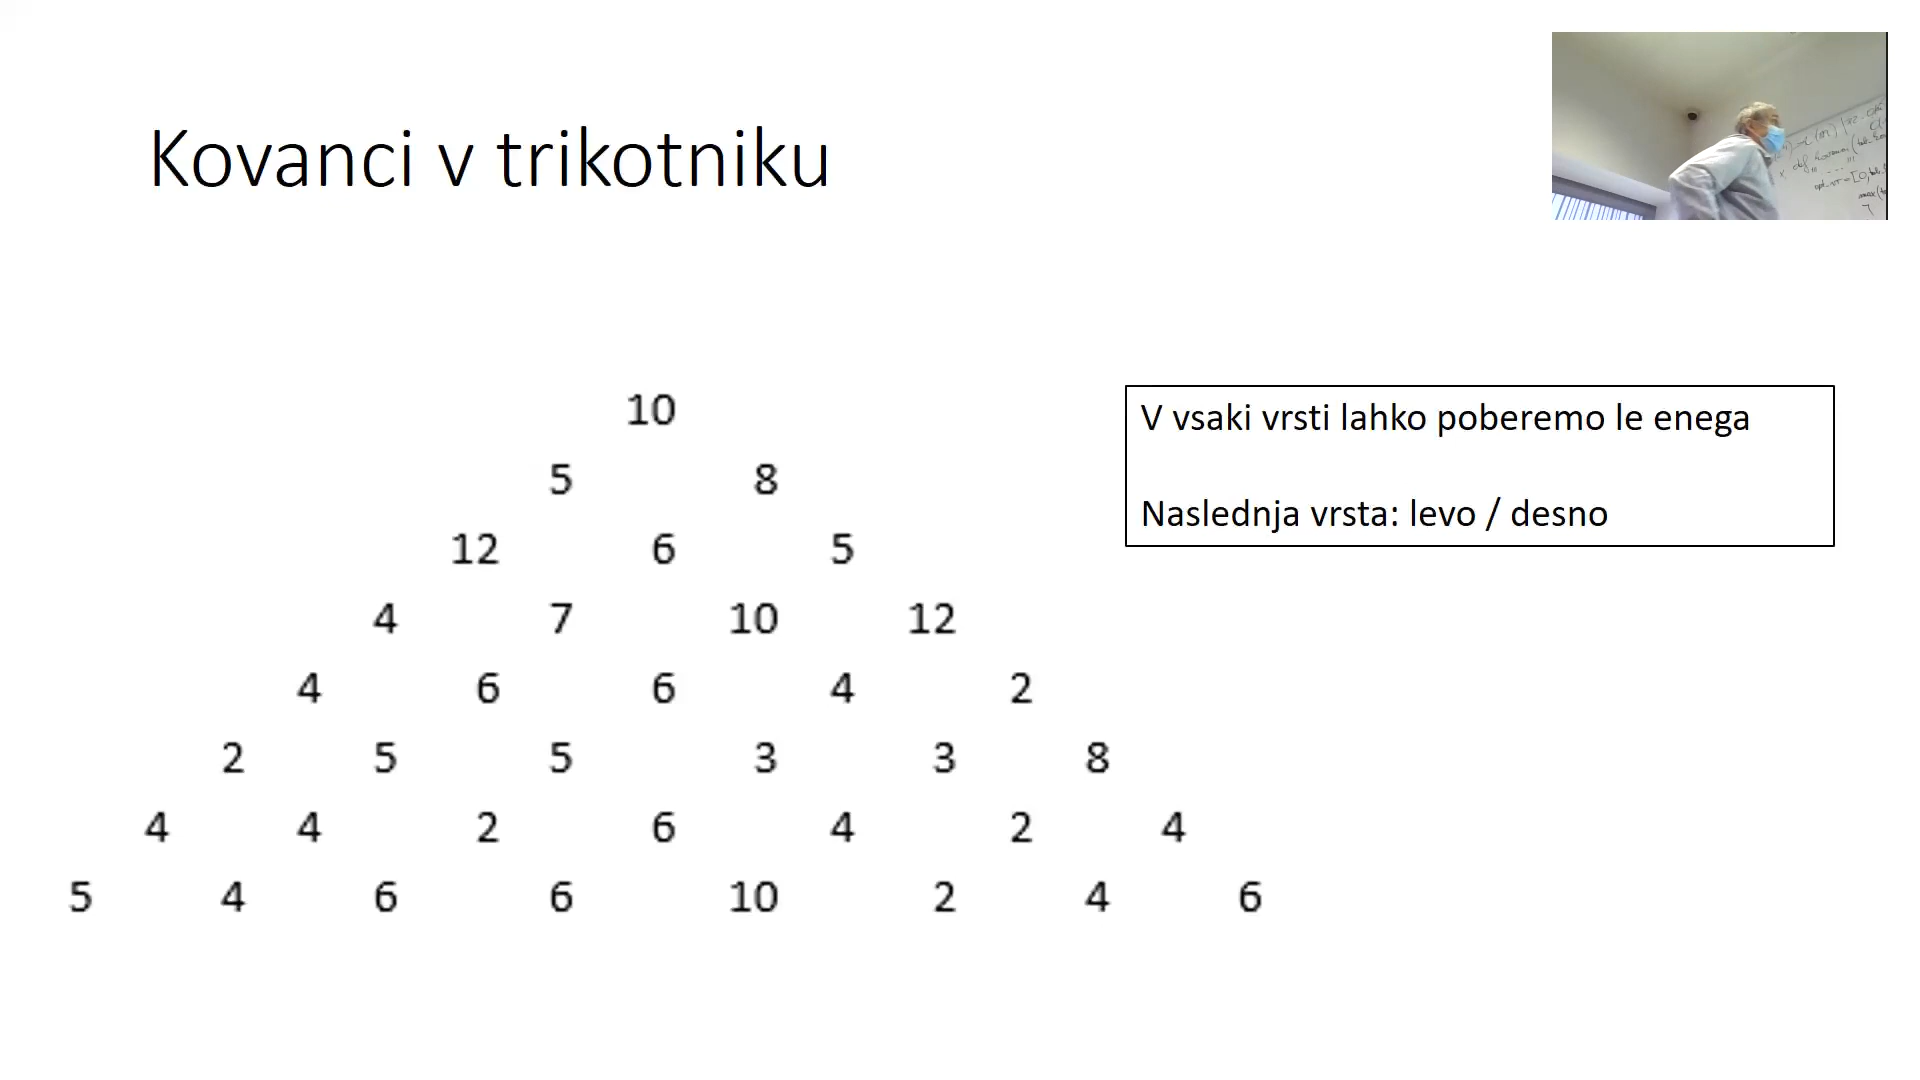 Kovanci v trikotniku
10
5 8
12 6 5
4 7 10 12
4 6 6 4 2
2 5 5 3 3 8
4 4 2 6 4 2 4
5 4 6 6 10 2 4 6
V vsaki vrsti lahko poberemo le enega
Naslednja vrsta: levo / desno